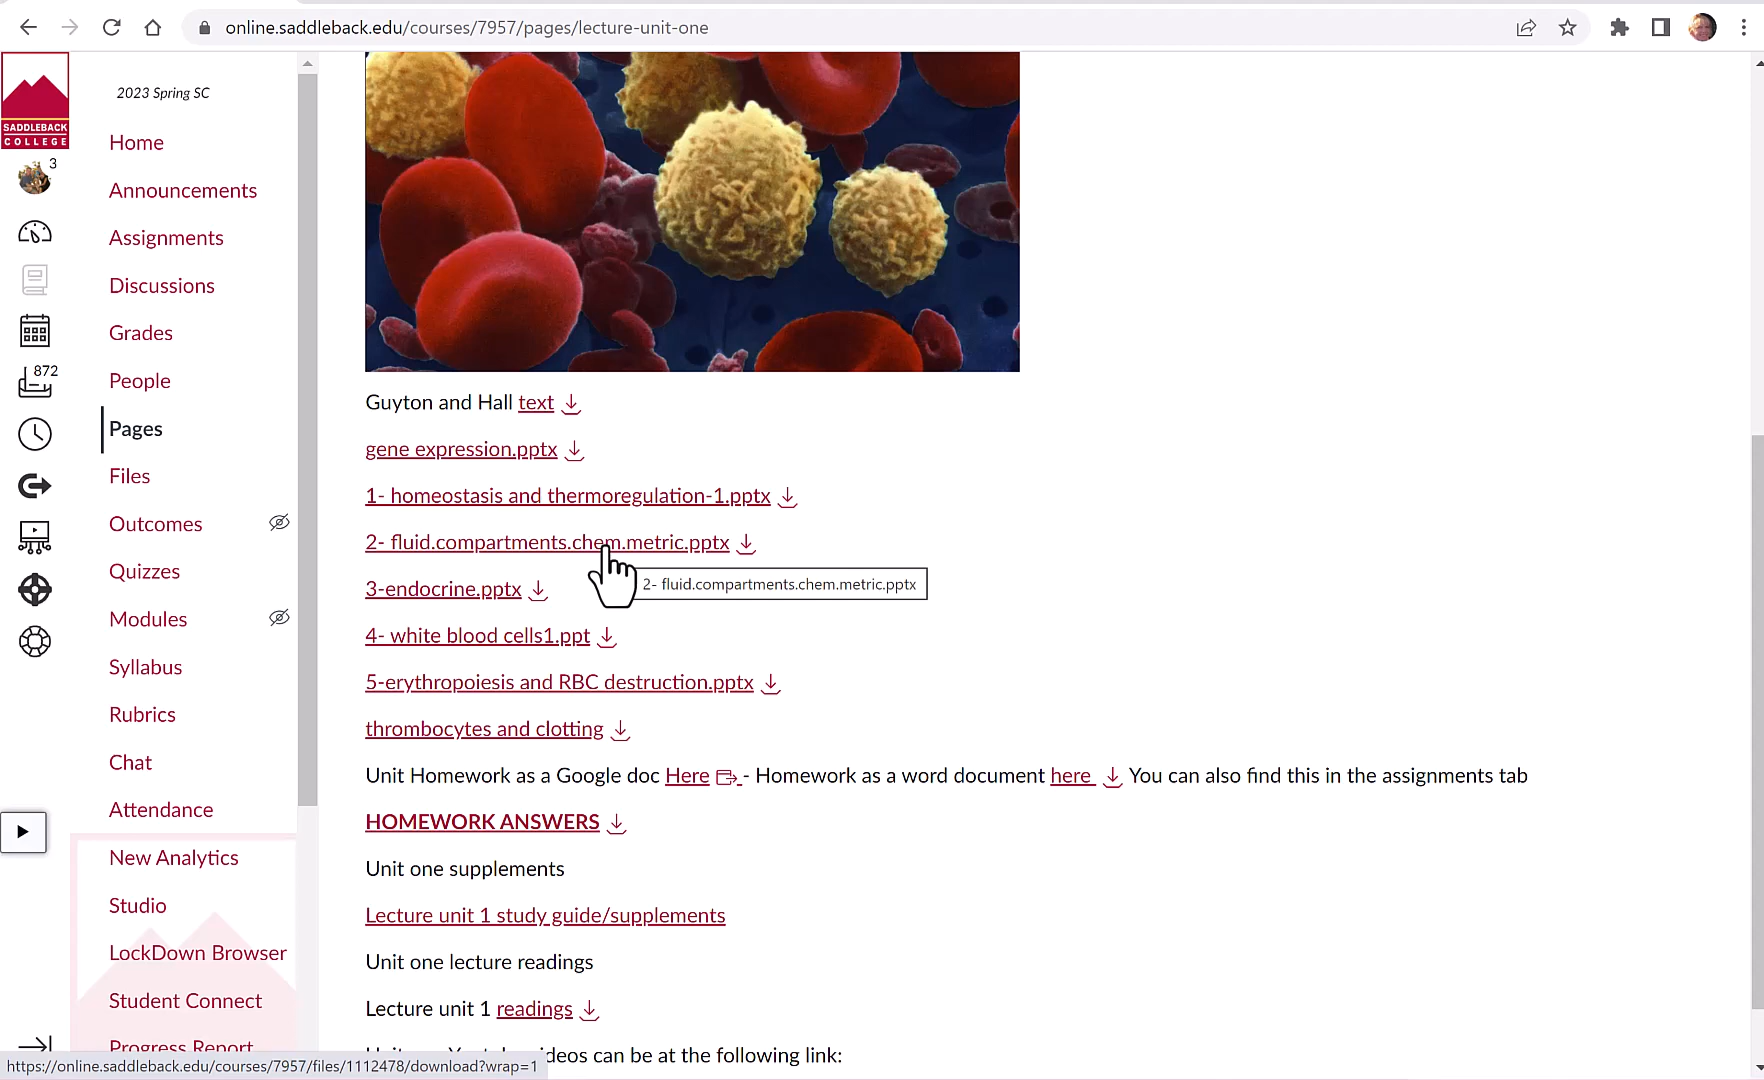 online.saddleback.edu/courses/7957/pages/lecture-unit-one
SADDLEBACK
COLLEGE
3
872
2023 Spring SC
Home
Announcements
Assignments
Discussions
Grades
People
Pages
Files
Outcomes
Quizzes
Modules
Syllabus
Rubrics
Chat
Attendance
New Analytics
Studio
LockDown Browser
Student Connect
Progress Report
Guyton and Hall text
gene expression.pptx
1- homeostasis and thermoregulation-1.pptx
2- fluid.compartments.chem.metric.pptx
2- fluid.compartments.chem.metric.pptx
3-endocrine.pptx
4- white blood cells1.ppt
5-erythropoiesis and RBC destruction.pptx
thrombocytes and clotting
Unit Homework as a Google doc Here - Homework as a word document here You can also find this in the assignments tab
HOMEWORK ANSWERS
Unit one supplements
Lecture unit 1 study guide/supplements
Unit one lecture readings
Lecture unit 1 readings
can be at the following link:
https://online.saddleback.edu/courses/7957/files/1112478/download?wrap=1